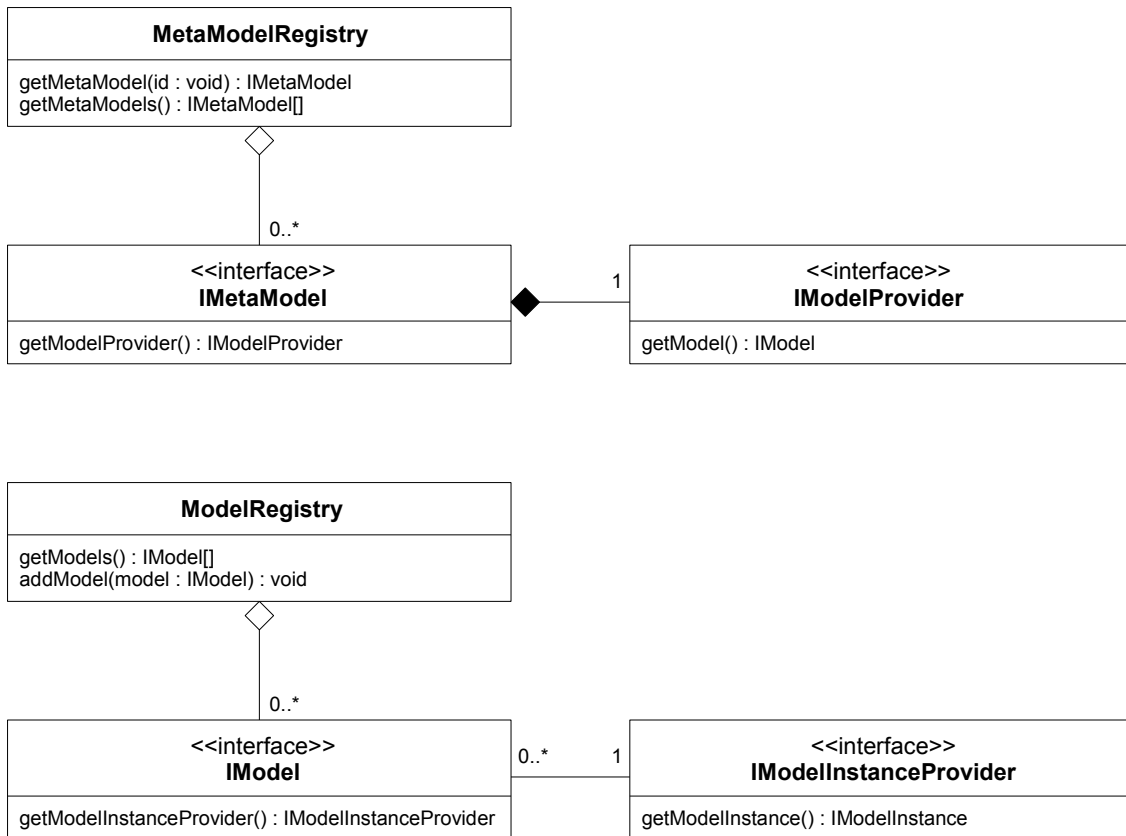 MetaModelRegistry
getMetaModel(id : void) : IMetaModel
getMetaModels() : IMetaModel[]
0..*
<<interface>>
IMetaModel
getModelProvider() : IModelProvider
1
<<interface>>
IModelProvider
getModel() : IModel
ModelRegistry
getModels() : IModel[]
addModel(model : IModel) : void
0..*
<<interface>>
IModel
getModelInstanceProvider() : IModelInstanceProvider
0..*
1
<<interface>>
IModelInstanceProvider
getModelInstance() : IModelInstance